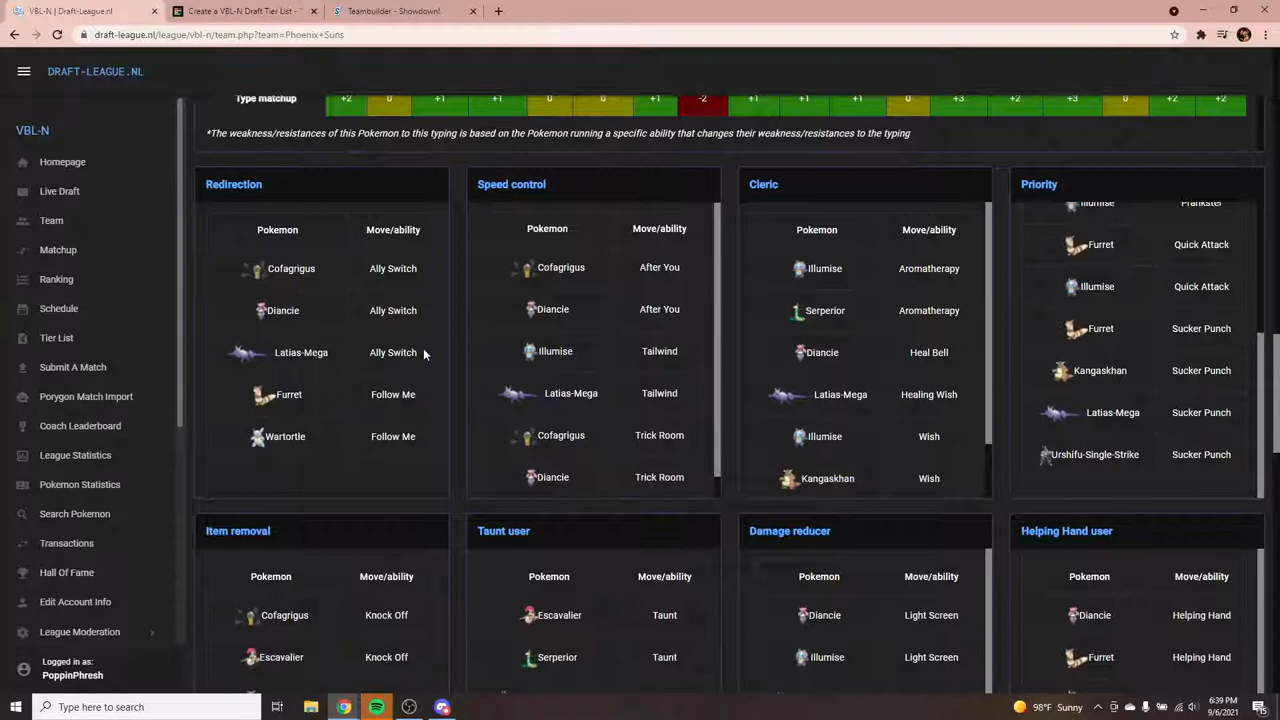 VBL-N | Draft-League.nl
Create a VBL-N Draft Tier List -
Teambuilder - Showdown!
draft-league.nl/league/vbl-n/team.php?team=Phoenix+Suns
DRAFT-LEAGUE.NL
VBL-N
Homepage
Live Draft
Team
Matchup
Ranking
Schedule
Tier List
Submit A Match
Porygon Match Import
Coach Leaderboard
League Statistics
Pokemon Statistics
Search Pokemon
Transactions
Hall Of Fame
Edit Account Info
League Moderation
Logged in as:
PoppinPhresh
Type matchup +2 0 +1 +1 0 0 +1 -2 +1 +1 +1 0 +3 +2 +3 0 +2 +2
*The weakness/resistances of this Pokemon to this typing is based on the Pokemon running a specific ability that changes their weakness/resistances to the typing
Redirection
Pokemon Move/ability
Cofagrigus Ally Switch
Diancie Ally Switch
Latias-Mega Ally Switch
Furret Follow Me
Wartortle Follow Me
Speed control
Pokemon Move/ability
Cofagrigus After You
Diancie After You
Illumise Tailwind
Latias-Mega Tailwind
Cofagrigus Trick Room
Diancie Trick Room
Cleric
Pokemon Move/ability
Illumise Aromatherapy
Serperior Aromatherapy
Diancie Heal Bell
Latias-Mega Healing Wish
Illumise Wish
Kangaskhan Wish
Priority
Illumise Prankster
Furret Quick Attack
Illumise Quick Attack
Furret Sucker Punch
Kangaskhan Sucker Punch
Latias-Mega Sucker Punch
Urshifu-Single-Strike Sucker Punch
Item removal
Pokemon Move/ability
Cofagrigus Knock Off
Escavalier Knock Off
Taunt user
Pokemon Move/ability
Escavalier Taunt
Serperior Taunt
Damage reducer
Pokemon Move/ability
Diancie Light Screen
Illumise Light Screen
Helping Hand user
Pokemon Move/ability
Diancie Helping Hand
Furret Helping Hand
Type here to search
98°F Sunny
6:39 PM
9/6/2021
15